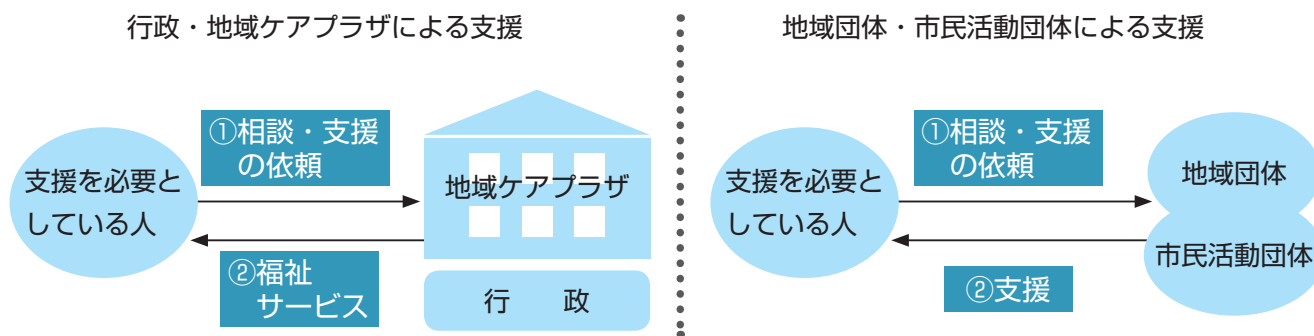 行政・地域ケアプラザによる支援
支援を必要と
している人
①相談・支援
の依頼
地域ケアプラザ
②福祉
サービス
行　政
地域団体・市民活動団体による支援
支援を必要と
している人
①相談・支援
の依頼
地域団体
市民活動団体
②支援